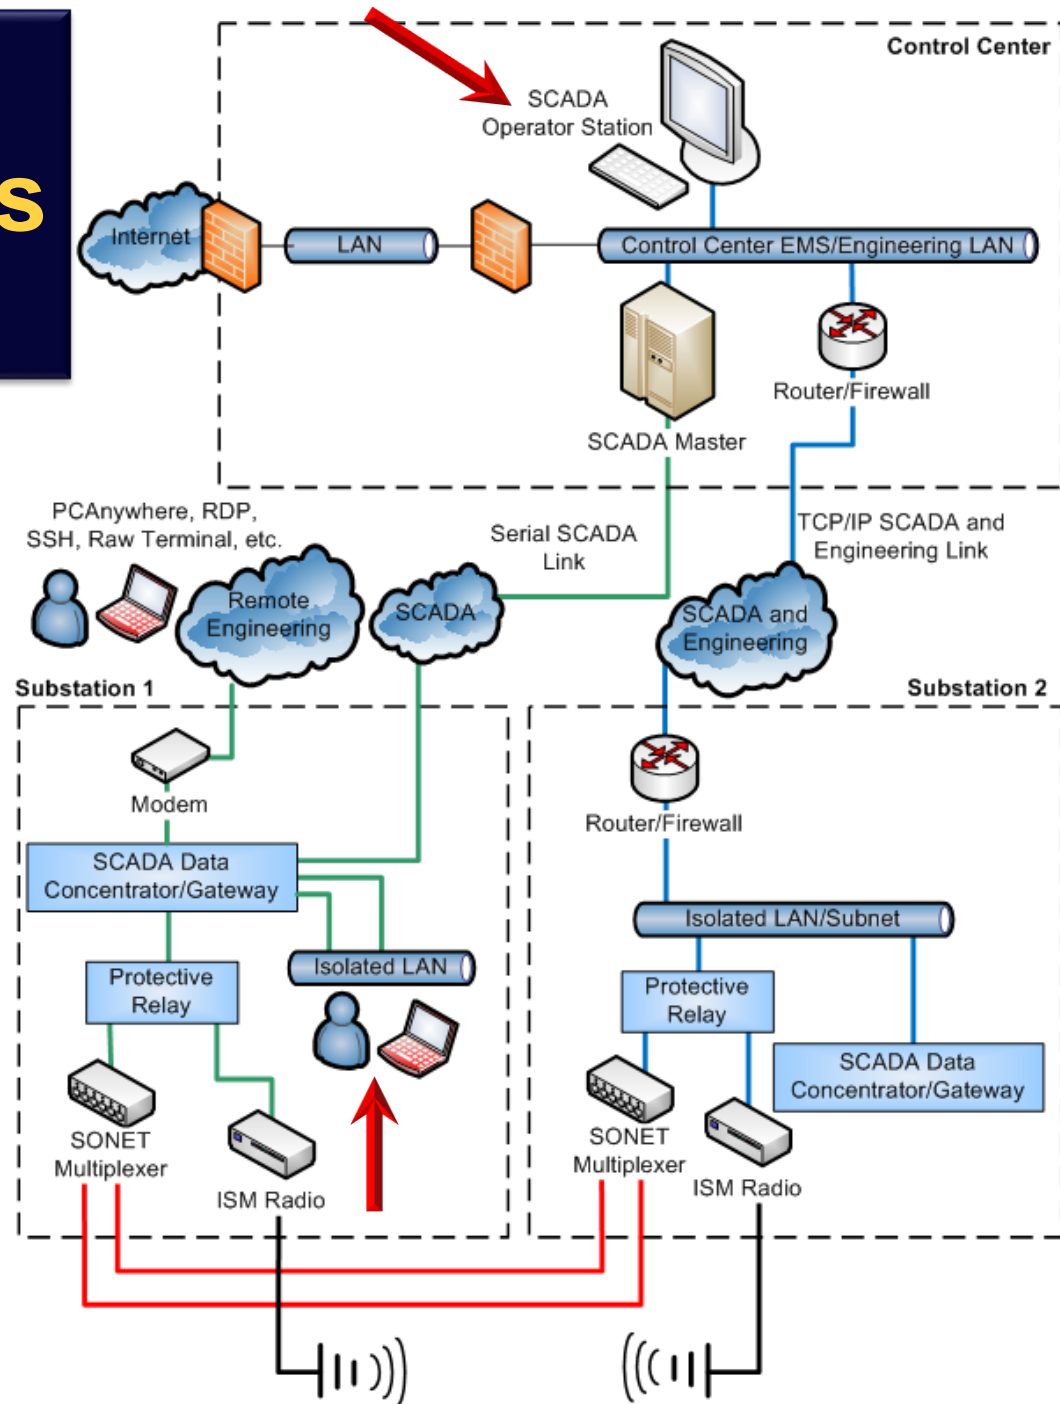 s
Control Center
SCADA
Operator Station
Internet
LAN
Control Center EMS/Engineering LAN
Router/Firewall
SCADA Master
PCAnywhere, RDP,
SSH, Raw Terminal, etc.
Serial SCADA
Link
TCP/IP SCADA and
Engineering Link
Remote
Engineering
SCADA
SCADA and
Engineering
Substation 1
Modem
SCADA Data
Concentrator/Gateway
Isolated LAN
Protective
Relay
SONET
Multiplexer
ISM Radio
Substation 2
Router/Firewall
Isolated LAN/Subnet
Protective
Relay
SCADA Data
Concentrator/Gateway
SONET
Multiplexer
ISM Radio